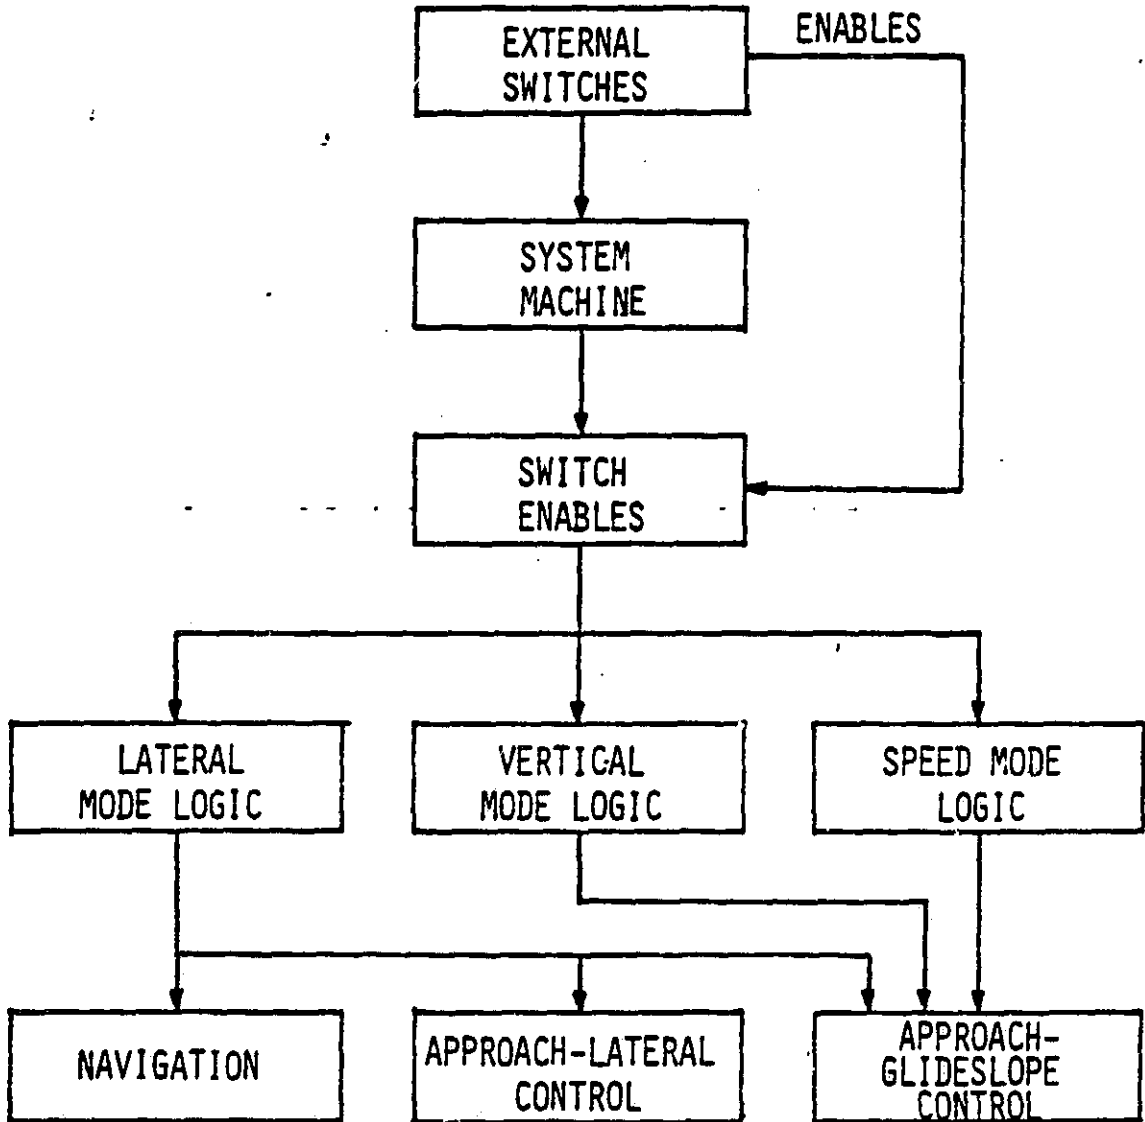 EXTERNAL
SWITCHES
ENABLES
SYSTEM
MACHINE
SWITCH
ENABLES
LATERAL
MODE LOGIC
VERTICAL
MODE LOGIC
SPEED MODE
LOGIC
NAVIGATION
APPROACH-LATERAL
CONTROL
APPROACH-
GLIDESLOPE
CONTROL